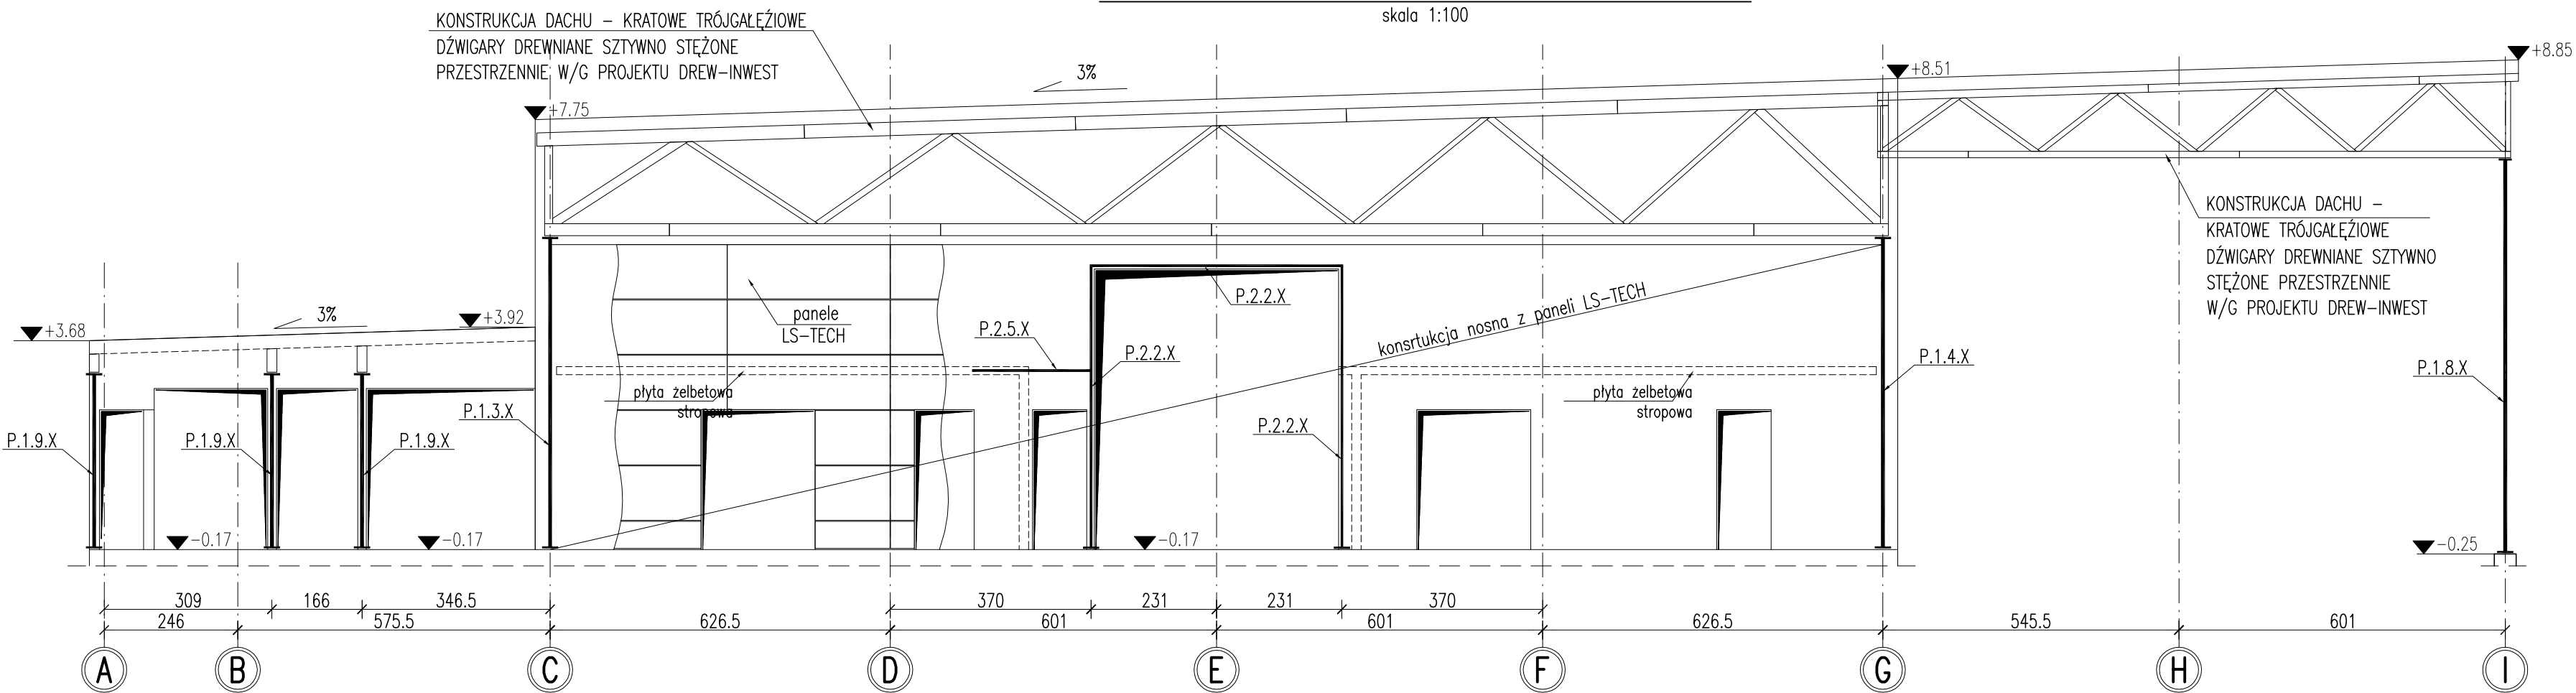 skala 1:100
KONSTRUKCJA DACHU – KRATOWE TRÓJGAŁĘŹIOWE
DŹWIGARY DREWNIANE SZTYWNO STĘŻONE
PRZESTRZENNIE W/G PROJEKTU DREW–INWEST
3%
+7.75
+8.51
+8.85
KONSTRUKCJA DACHU –
KRATOWE TRÓJGAŁĘŹIOWE
DŹWIGARY DREWNIANE SZTYWNO
STĘŻONE PRZESTRZENNIE
W/G PROJEKTU DREW–INWEST
+3.68
3%
+3.92
panele
LS–TECH
P.2.2.X
P.2.5.X
P.2.2.X
konsrtukcja nosna z paneli LS–TECH
P.1.4.X
P.1.8.X
płyta żelbetowa
stropowa
płyta żelbetowa
stropowa
P.1.9.X
P.1.9.X
P.1.9.X
P.1.3.X
P.2.2.X
–0.17
–0.17
–0.17
–0.25
309
166
346.5
370
231
231
370
246
575.5
626.5
601
601
626.5
545.5
601
A
B
C
D
E
F
G
H
I